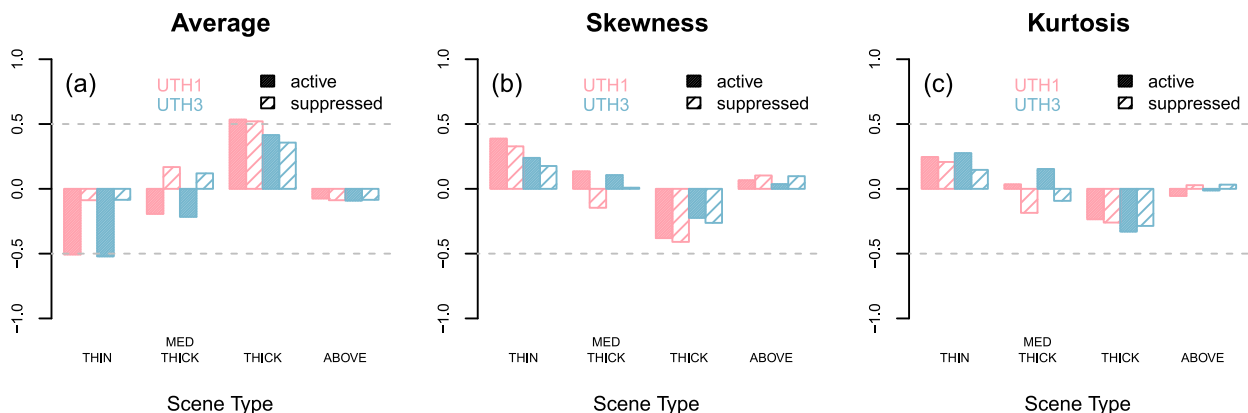 Average
Skewness
Kurtosis
(a)
UTH1
UTH3
active
suppressed
1.0
0.5
0.0
−0.5
−1.0
THIN
MED
THICK
THICK
ABOVE
Scene Type
(b)
UTH1
UTH3
active
suppressed
1.0
0.5
0.0
−0.5
−1.0
THIN
MED
THICK
THICK
ABOVE
Scene Type
(c)
UTH1
UTH3
active
suppressed
1.0
0.5
0.0
−0.5
−1.0
THIN
MED
THICK
THICK
ABOVE
Scene Type